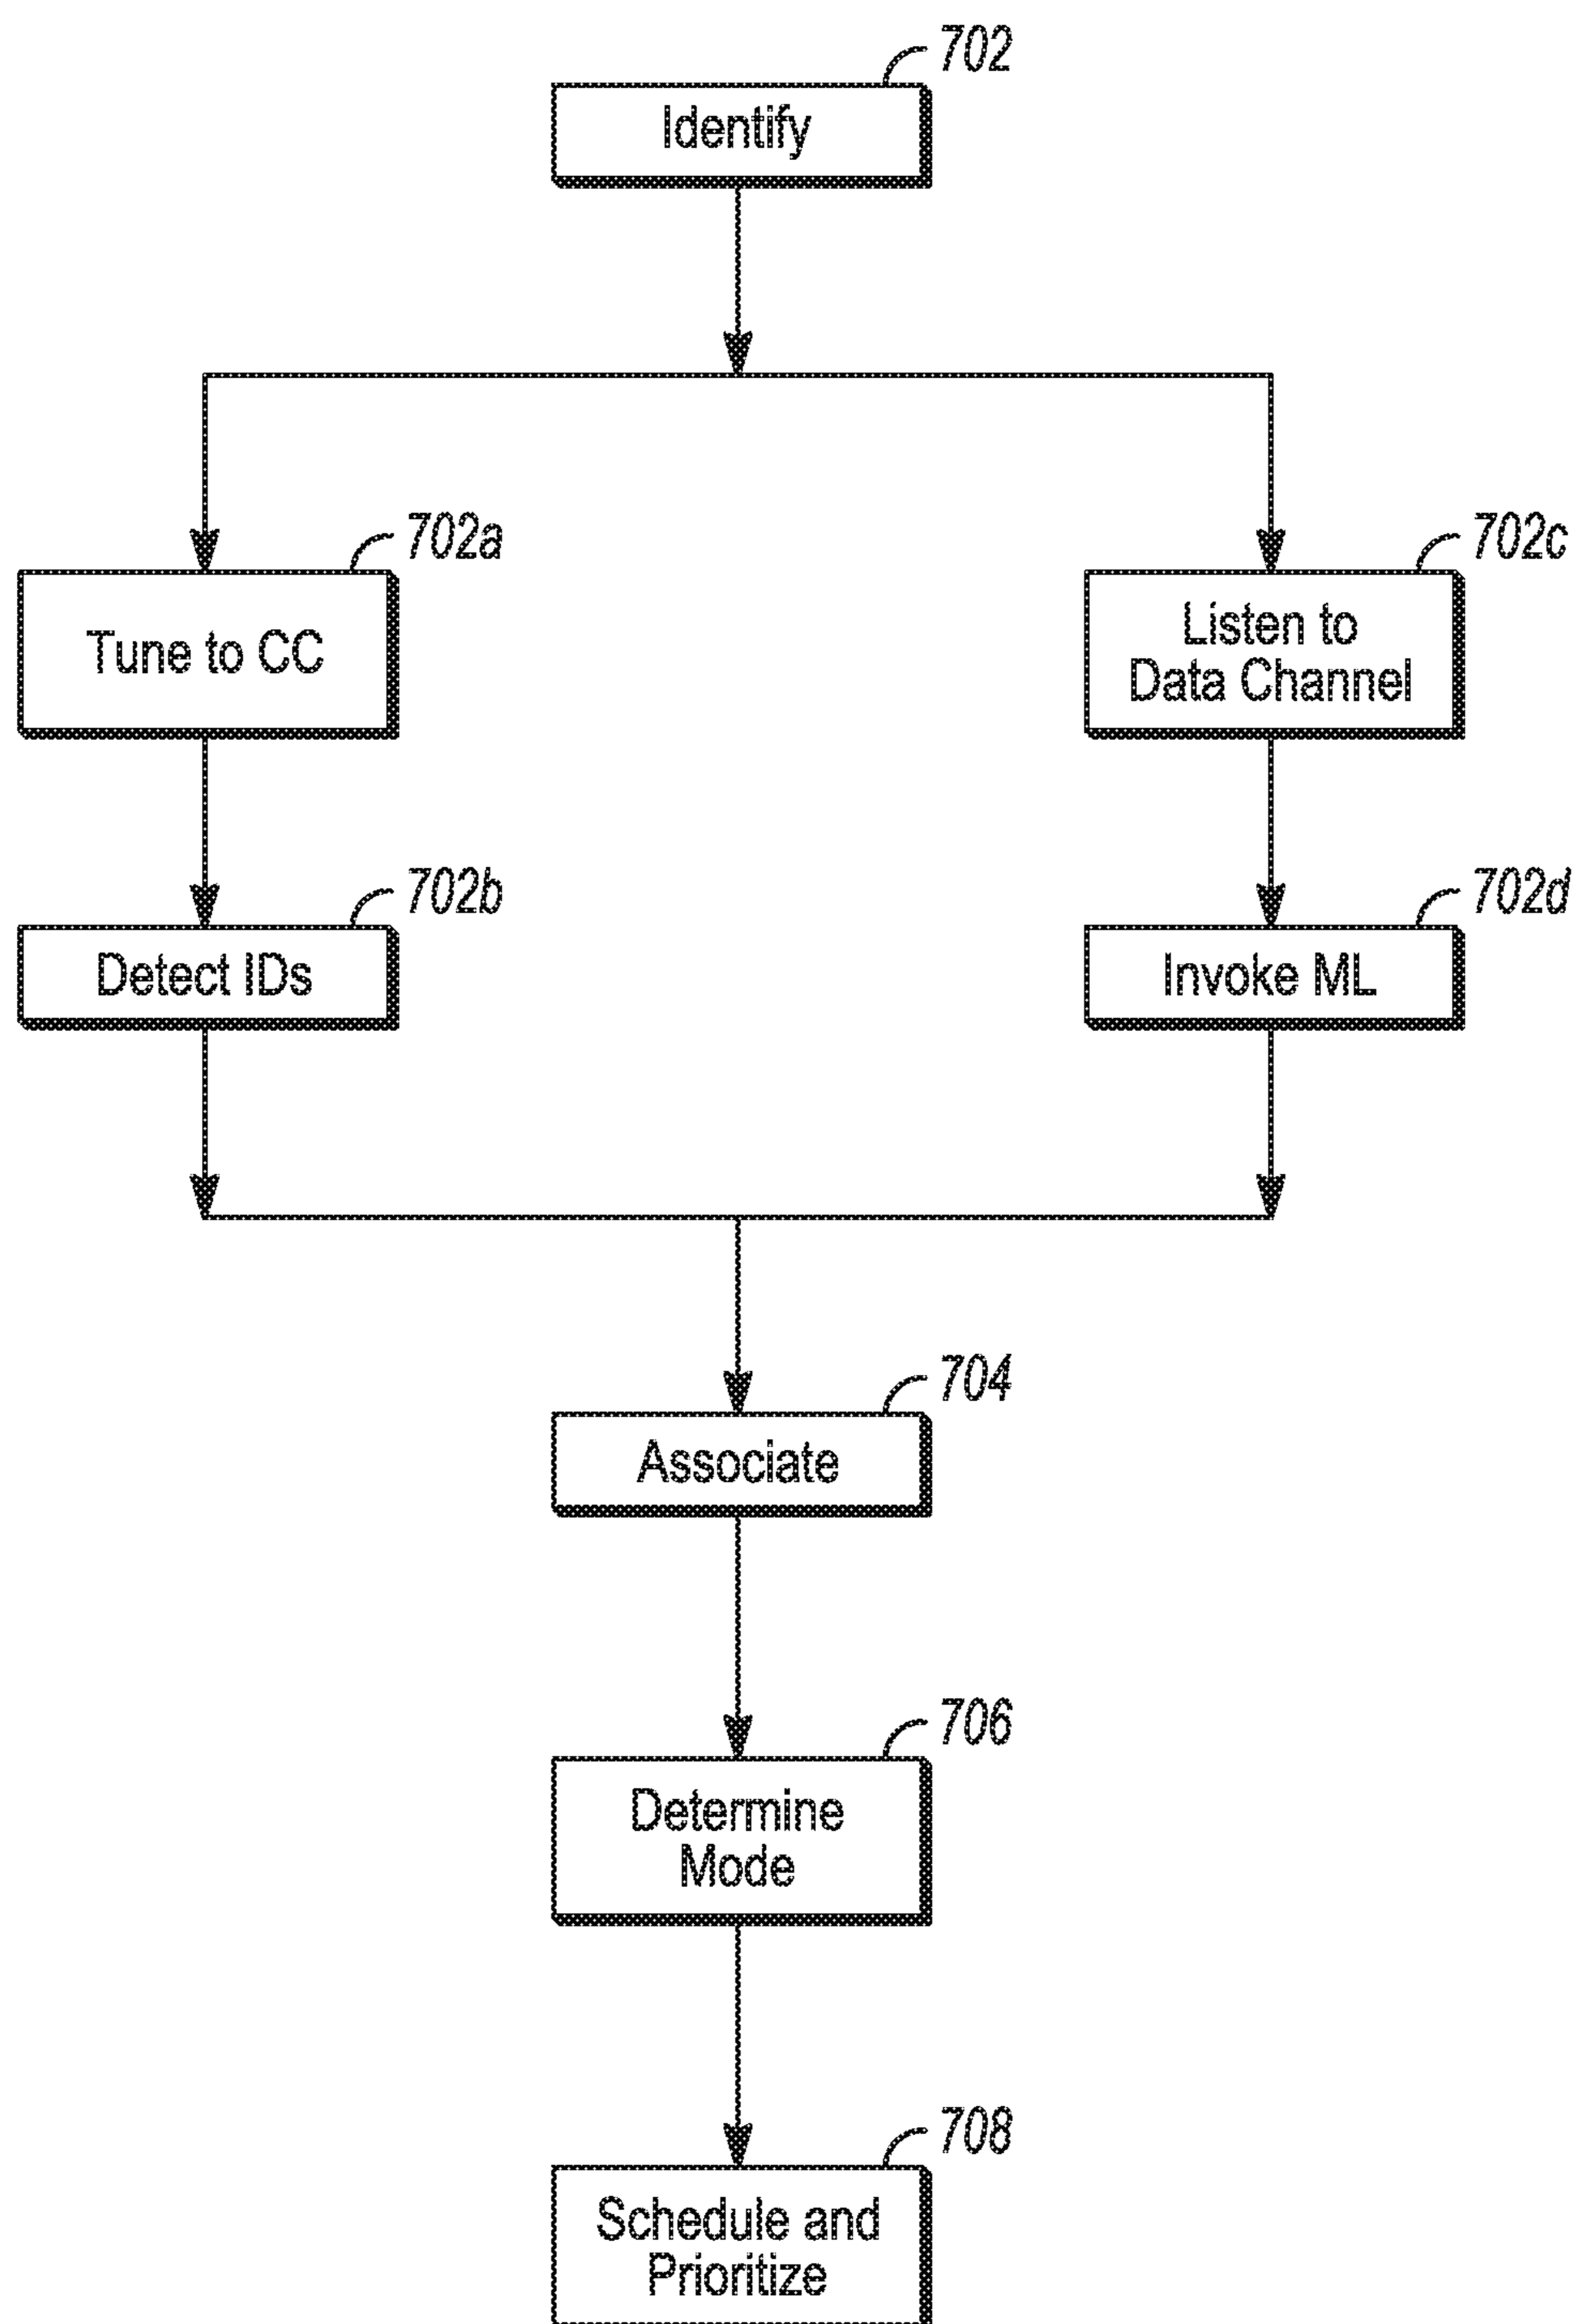 702
Identify
702a
Tune to CC
702c
Listen to
Data Channel
702b
Detect IDs
702d
Invoke ML
704
Associate
706
Determine
Mode
708
Schedule and
Prioritize